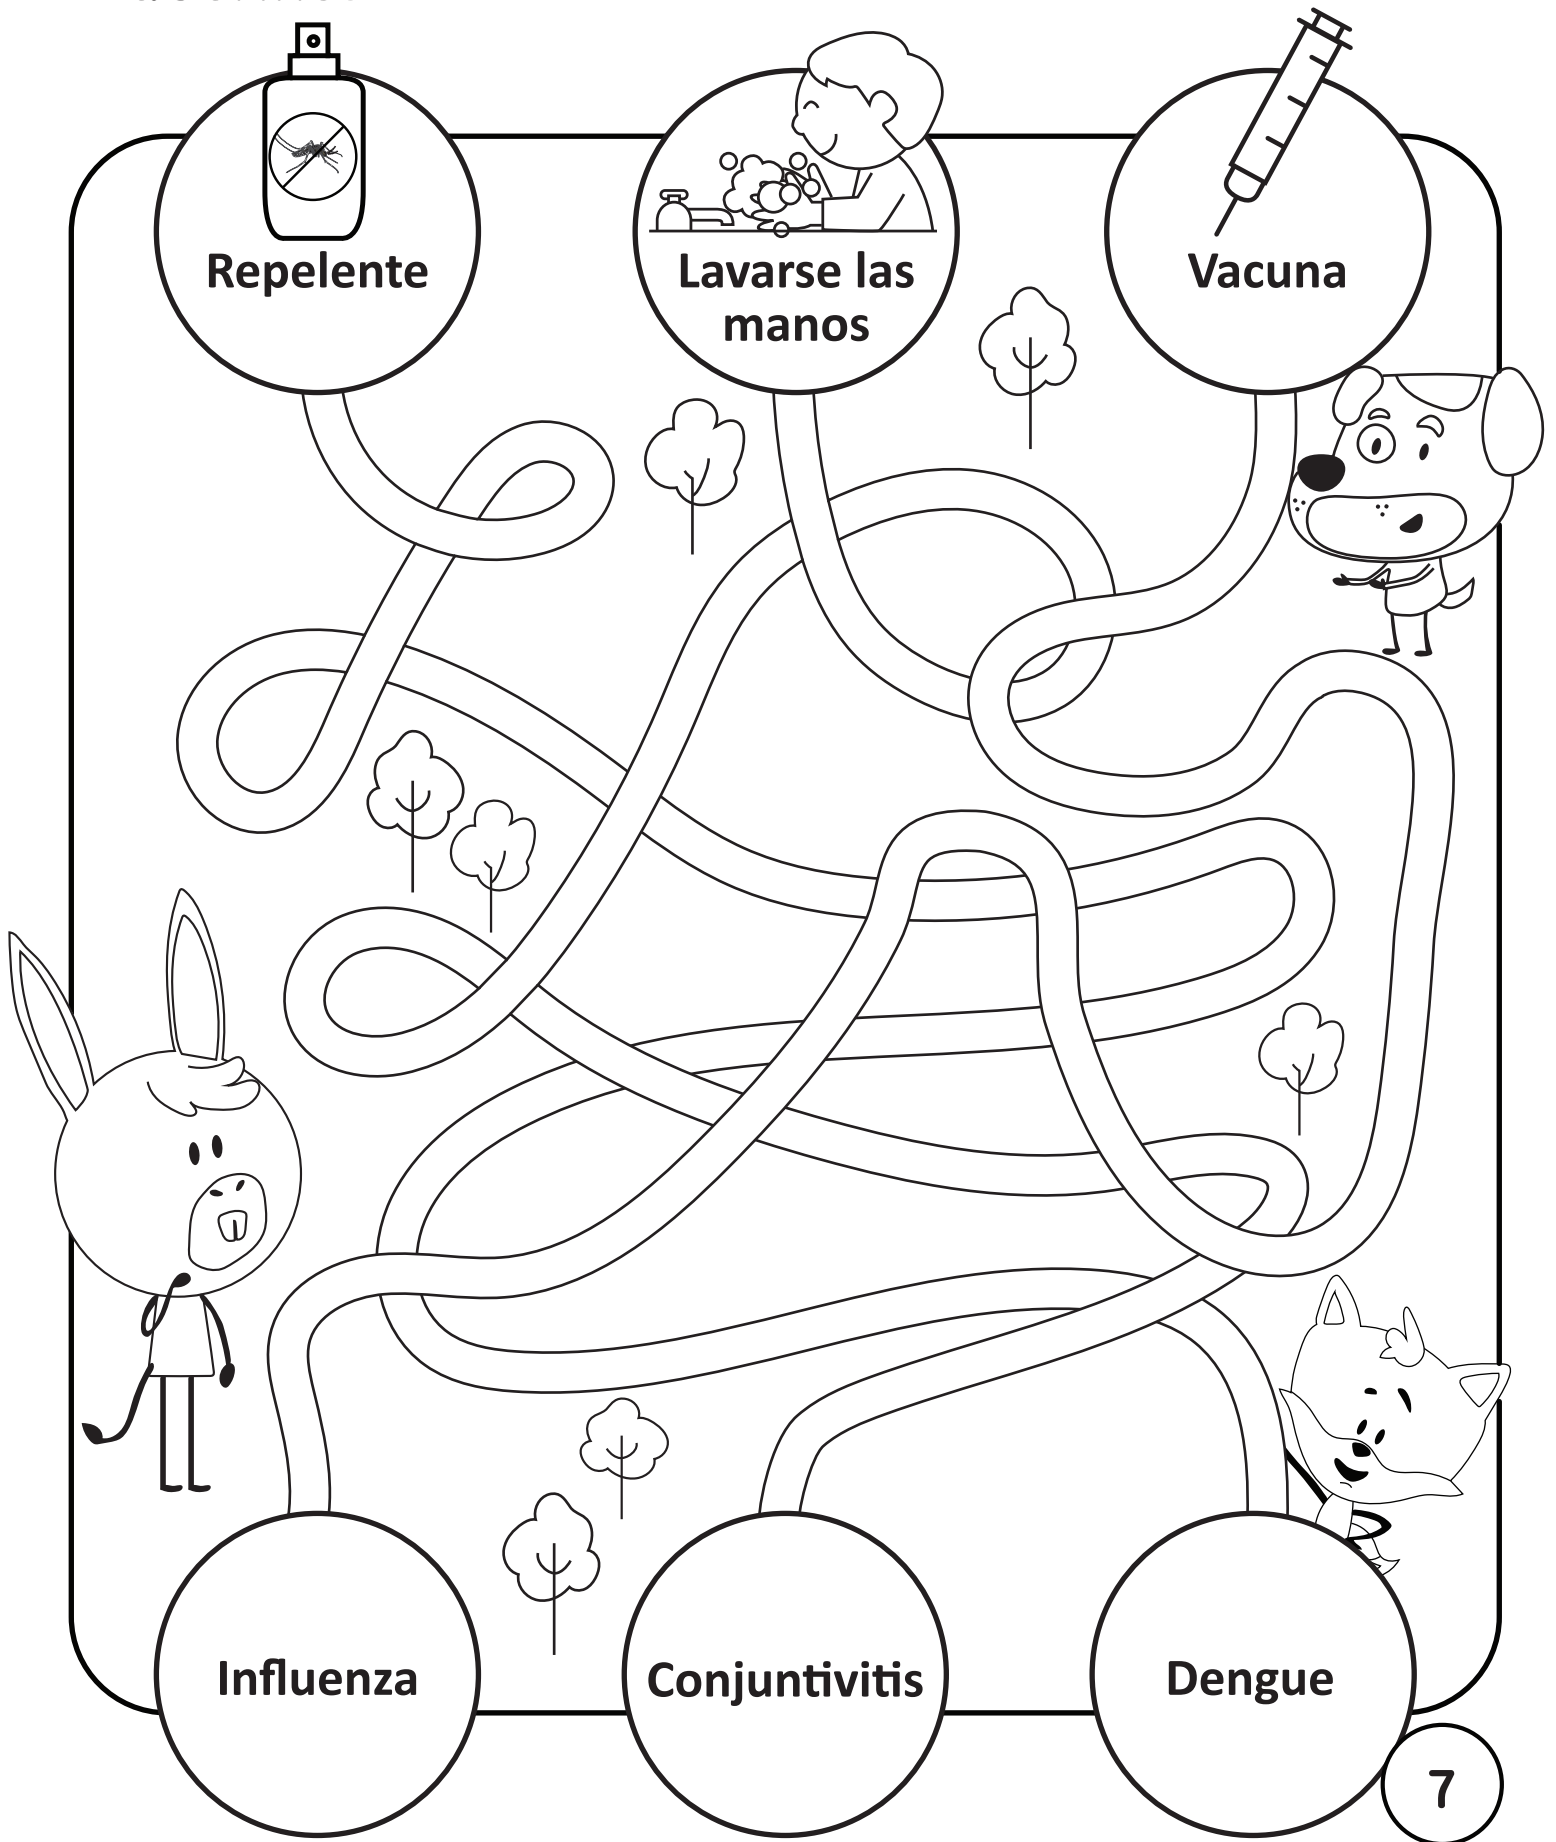 Repelente
Lavarse las
manos
Vacuna
Influenza
Conjuntivitis
Dengue
7